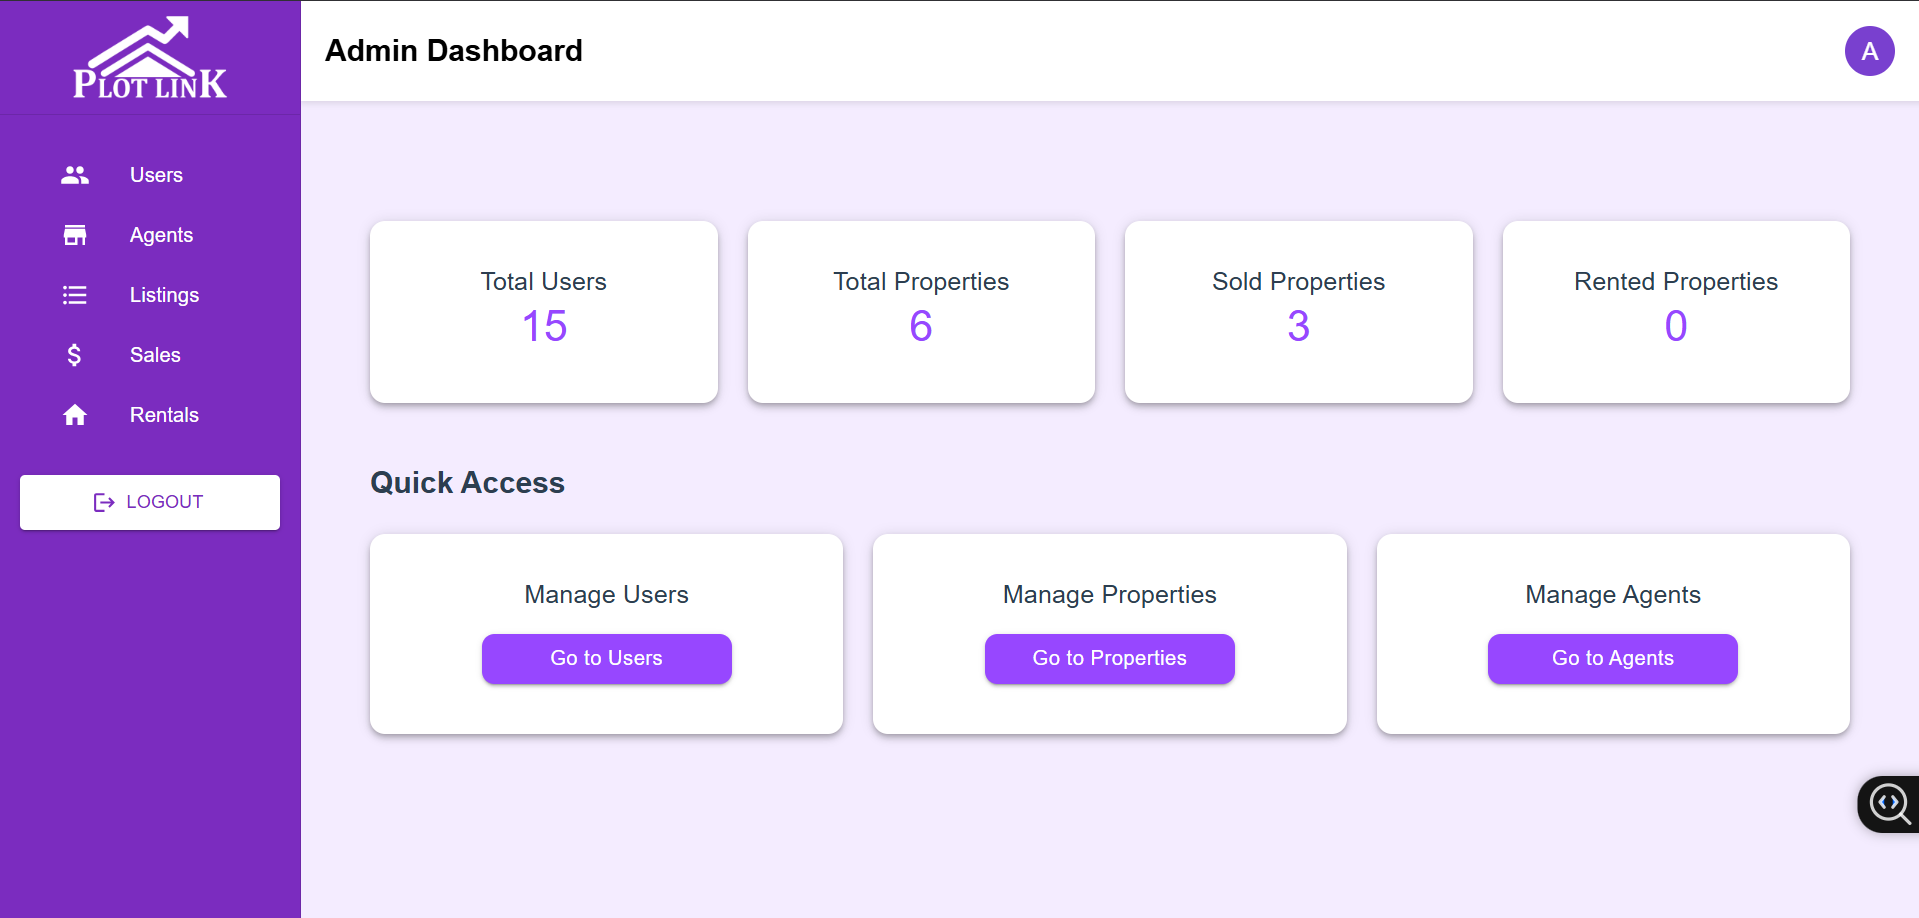 PLOT LINK
Admin Dashboard
A
Users
Agents
Listings
Sales
Rentals
LOGOUT
Total Users
15
Total Properties
6
Sold Properties
3
Rented Properties
0
Quick Access
Manage Users
Go to Users
Manage Properties
Go to Properties
Manage Agents
Go to Agents